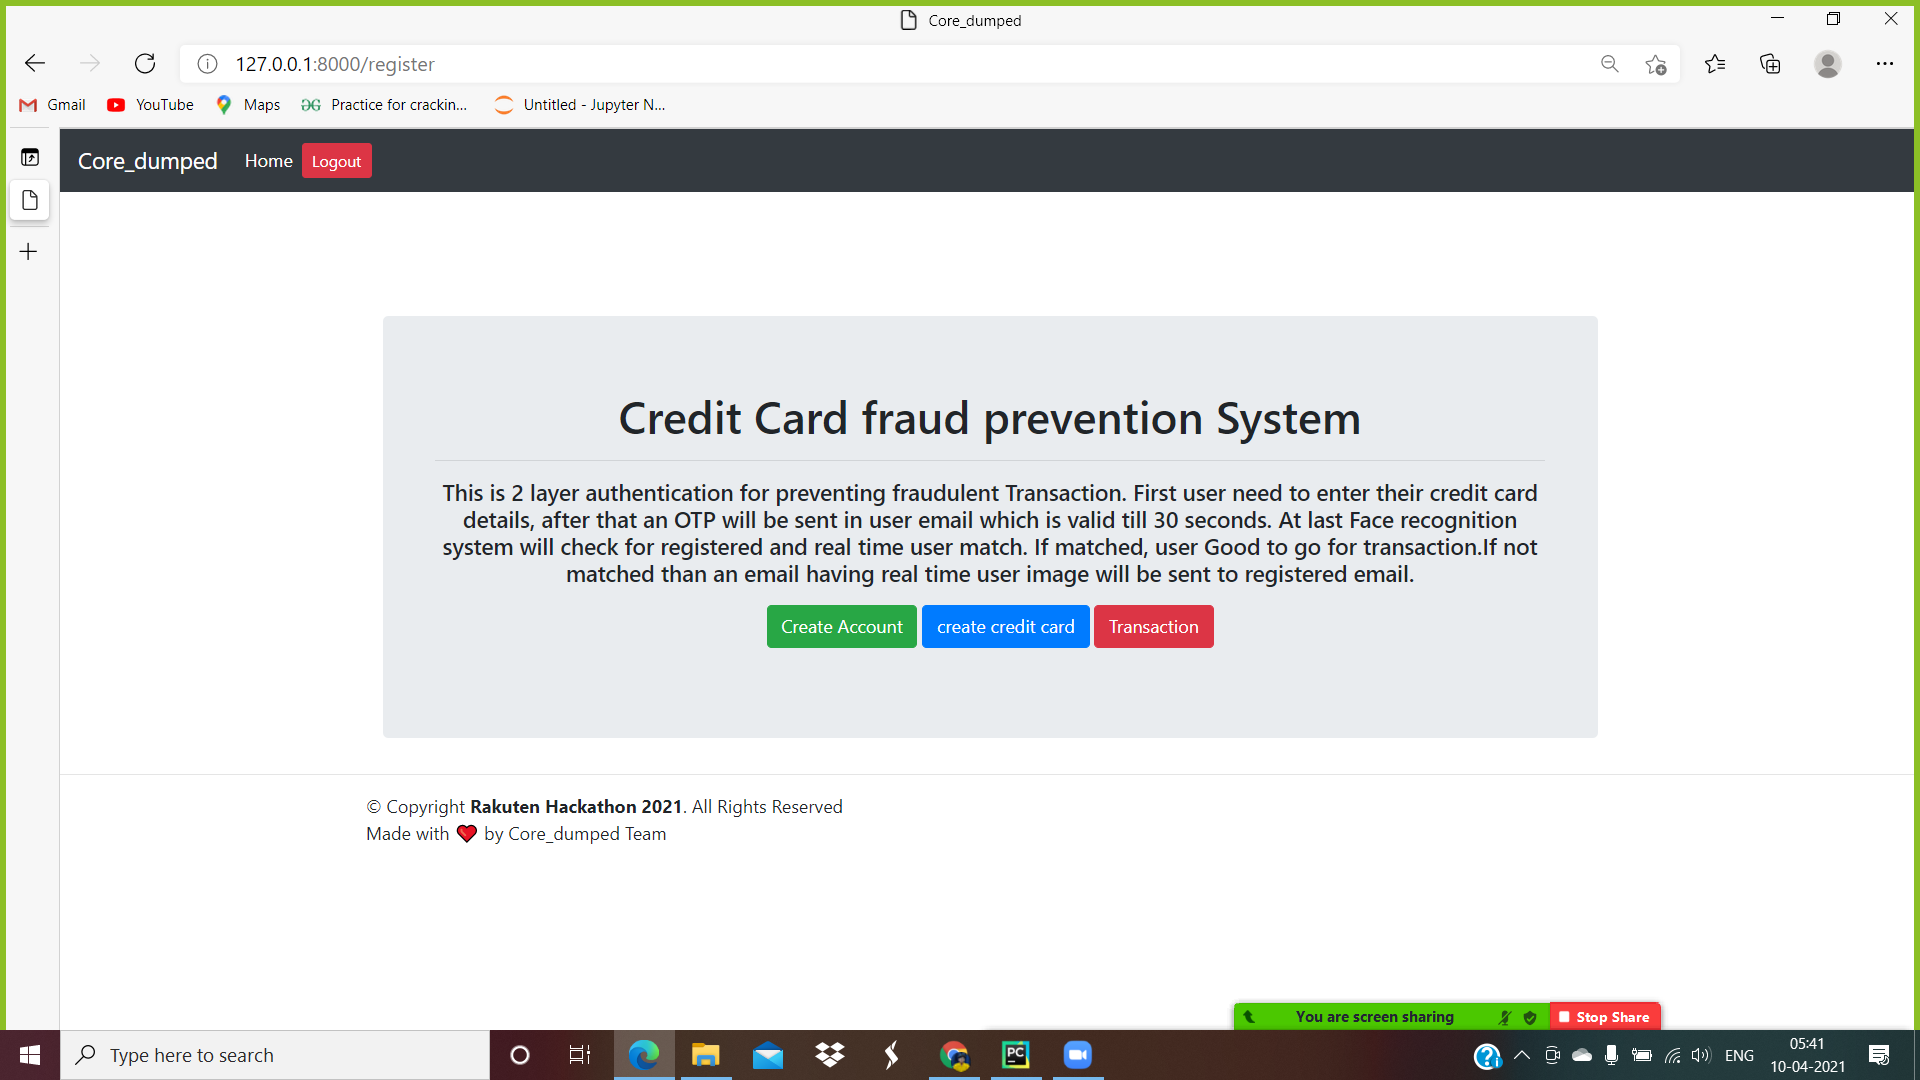 Core_dumped
127.0.0.1:8000/register
Gmail YouTube Maps Practice for crackin... Untitled - Jupyter N...
Core_dumped Home Logout
Credit Card fraud prevention System
This is 2 layer authentication for preventing fraudulent Transaction. First user need to enter their credit card
details, after that an OTP will be sent in user email which is valid till 30 seconds. At last Face recognition
system will check for registered and real time user match. If matched, user Good to go for transaction.If not
matched than an email having real time user image will be sent to registered email.
Create Account create credit card Transaction
© Copyright Rakuten Hackathon 2021. All Rights Reserved
Made with ❤ by Core_dumped Team
You are screen sharing Stop Share
Type here to search
PC
ENG
05:41
10-04-2021